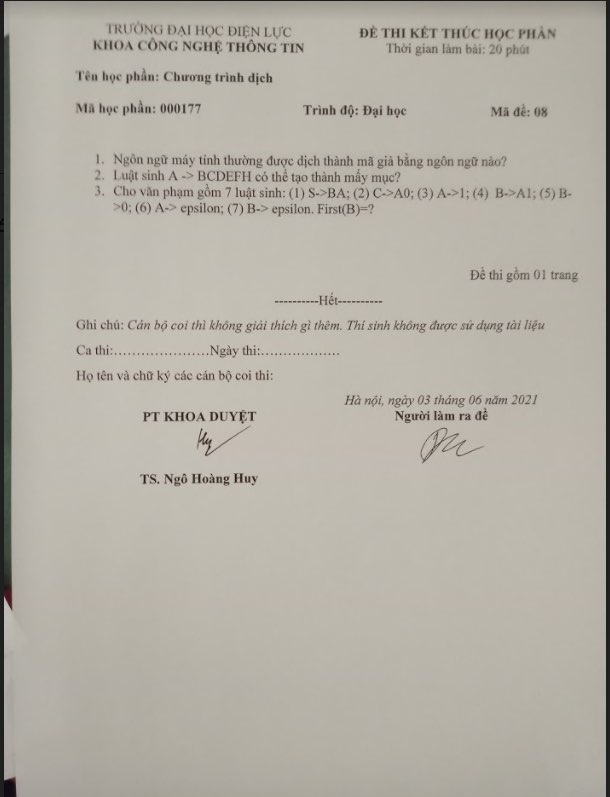 TRƯỜNG ĐẠI HỌC ĐIỆN LỰC
KHOA CÔNG NGHỆ THÔNG TIN
ĐỀ THI KẾT THÚC HỌC PHẦN
Thời gian làm bài: 20 phút
Tên học phần: Chương trình dịch
Mã học phần: 000177 Trình độ: Đại học Mã đề: 08
1. Ngôn ngữ máy tính thường được dịch thành mã giả bằng ngôn ngữ nào?
2. Luật sinh A -> BCDEFH có thể tạo thành mấy mục?
3. Cho văn phạm gồm 7 luật sinh: (1) S->BA; (2) C->A0; (3) A->1; (4) B->A1; (5) B-
>0; (6) A-> epsilon; (7) B-> epsilon. First(B)=?
Đề thi gồm 01 trang
----------Hết----------
Ghi chú: Cán bộ coi thi không giải thích gì thêm. Thí sinh không được sử dụng tài liệu
Ca thi:......................Ngày thi:..................
Họ tên và chữ ký các cán bộ coi thi:
Hà nội, ngày 03 tháng 06 năm 2021
PT KHOA DUYỆT
Người làm ra đề
TS. Ngô Hoàng Huy